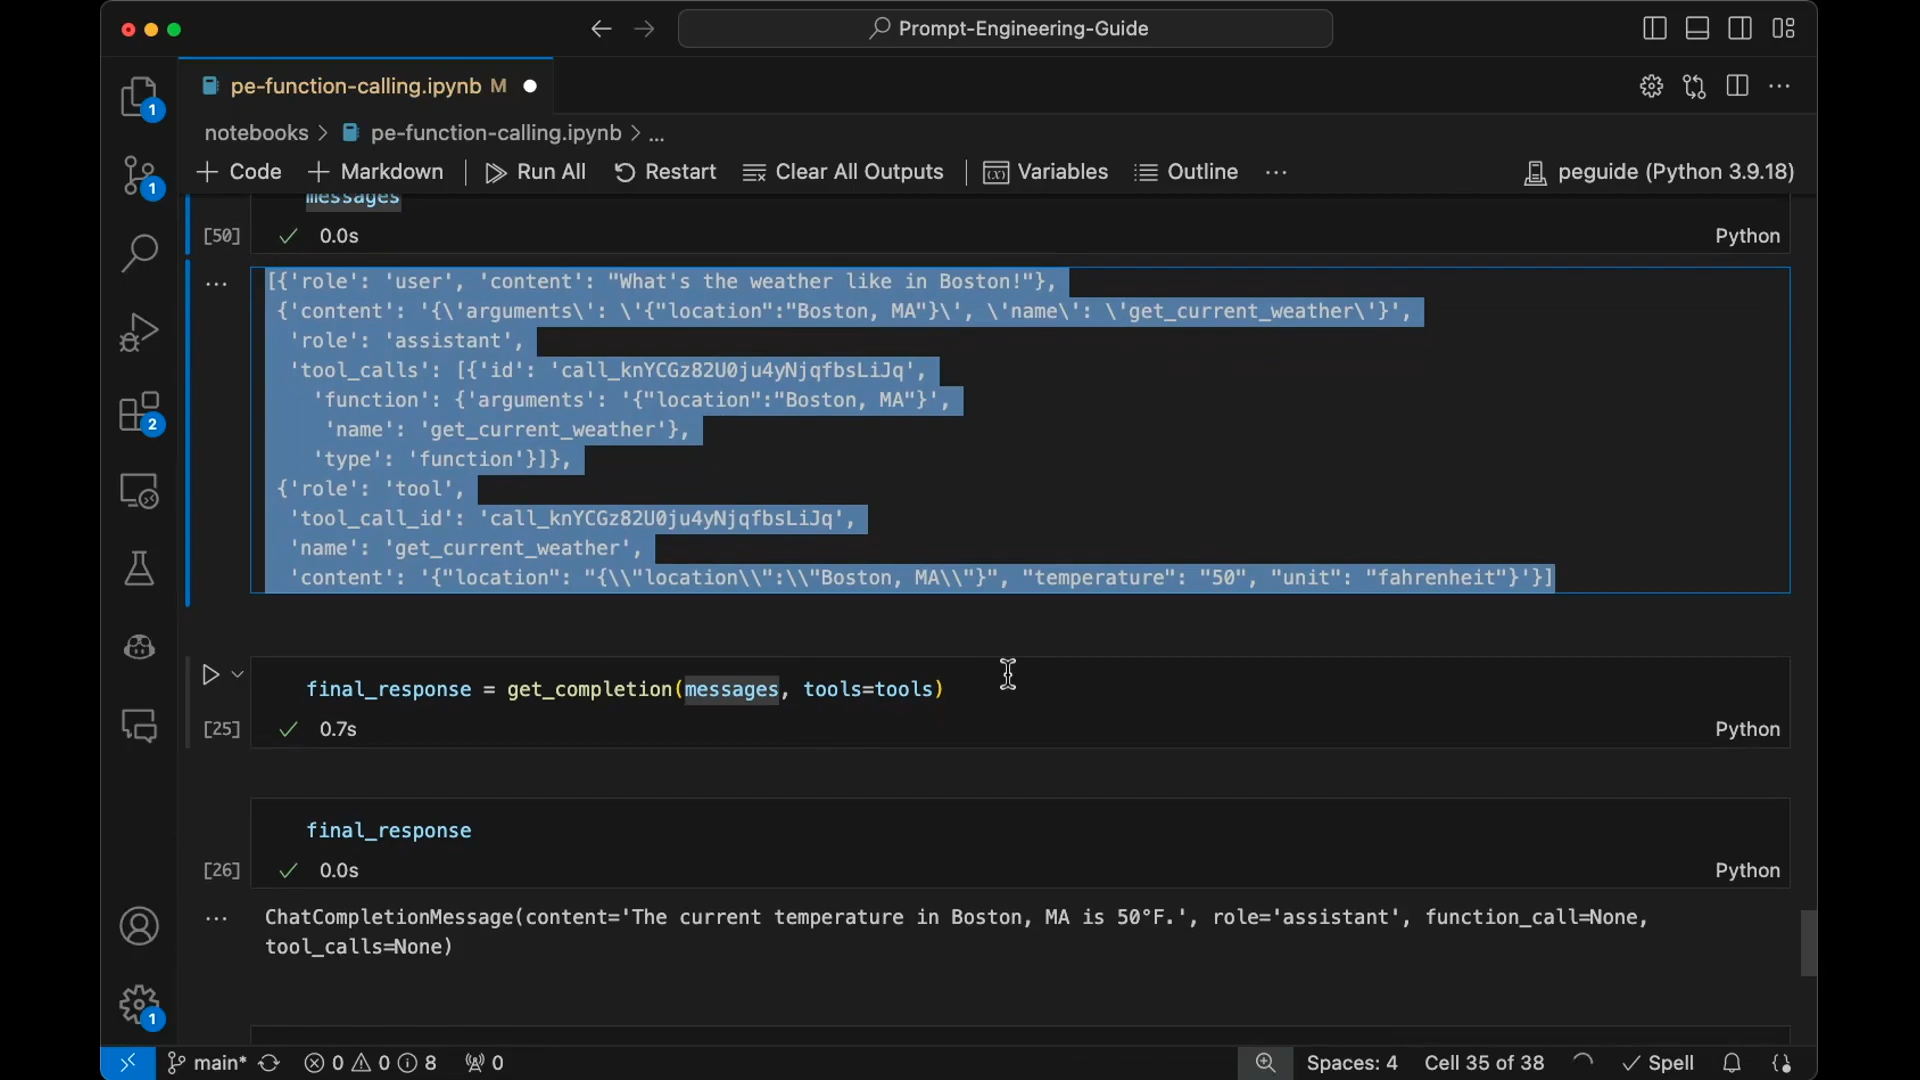 Prompt-Engineering-Guide
pe-function-calling.ipynb M
notebooks > pe-function-calling.ipynb > ...
+ Code + Markdown Run All Restart Clear All Outputs Variables Outline ... peguide (Python 3.9.18)
messages
[50] 0.0s Python
[{'role': 'user', 'content': "What's the weather like in Boston!"},
{'content': '{\'arguments\': \'{"location":"Boston, MA"}\', \'name\': \'get_current_weather\'}',
'role': 'assistant',
'tool_calls': [{'id': 'call_knYCGz82U0ju4yNjqfbsLiJq',
'function': {'arguments': '{"location":"Boston, MA"}',
'name': 'get_current_weather'},
'type': 'function'}]},
{'role': 'tool',
'tool_call_id': 'call_knYCGz82U0ju4yNjqfbsLiJq',
'name': 'get_current_weather',
'content': '{"location": "{\\"location\\":\\"Boston, MA\\"}", "temperature": "50", "unit": "fahrenheit"}'}]
final_response = get_completion(messages, tools=tools)
[25] 0.7s Python
final_response
[26] 0.0s Python
ChatCompletionMessage(content='The current temperature in Boston, MA is 50°F.', role='assistant', function_call=None,
tool_calls=None)
1
1
2
1
main* 0 0 8 0 Spaces: 4 Cell 35 of 38 Spell